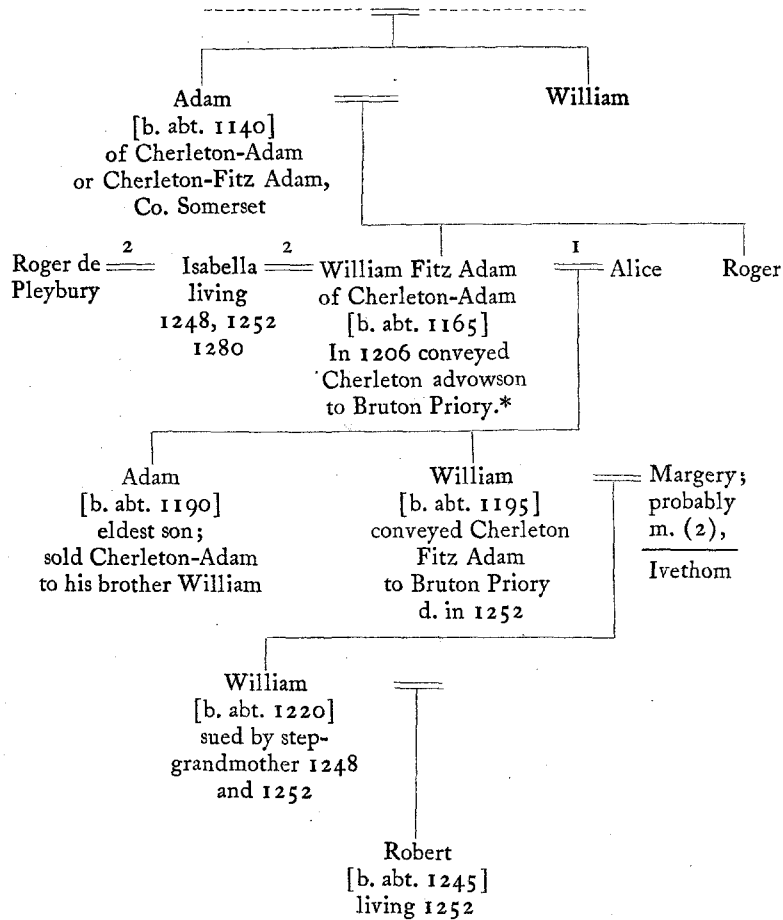 Adam
[b. abt. 1140]
of Cherleton-Adam
or Cherleton-Fitz Adam,
Co. Somerset
William
2
2
1
Roger de
Pleybury
Isabella
living
1248, 1252
1280
William Fitz Adam
of Cherleton-Adam
[b. abt. 1165]
In 1206 conveyed
Cherleton advowson
to Bruton Priory.*
Alice
Roger
Adam
[b. abt. 1190]
eldest son;
sold Cherleton-Adam
to his brother William
William
[b. abt. 1195]
conveyed Cherleton
Fitz Adam
to Bruton Priory
d. in 1252
Margery;
probably
m. (2),
Ivethom
William
[b. abt. 1220]
sued by step-
grandmother 1248
and 1252
Robert
[b. abt. 1245]
living 1252